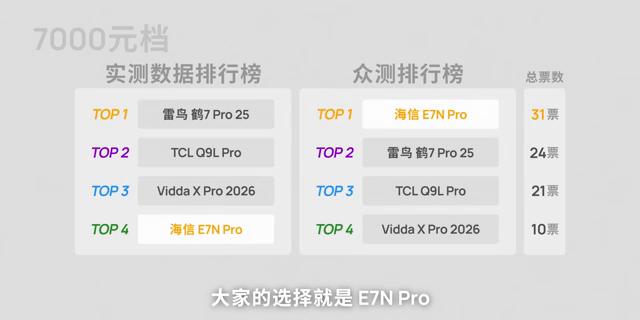 7000元档
实测数据排行榜
众测排行榜
总票数
TOP 1 雷鸟 鹤7 Pro 25
TOP 1 海信 E7N Pro 31票
TOP 2 TCL Q9L Pro
TOP 2 雷鸟 鹤7 Pro 25 24票
TOP 3 Vidda X Pro 2026
TOP 3 TCL Q9L Pro 21票
TOP 4 海信 E7N Pro
TOP 4 Vidda X Pro 2026 10票
大家的选择就是 E7N Pro